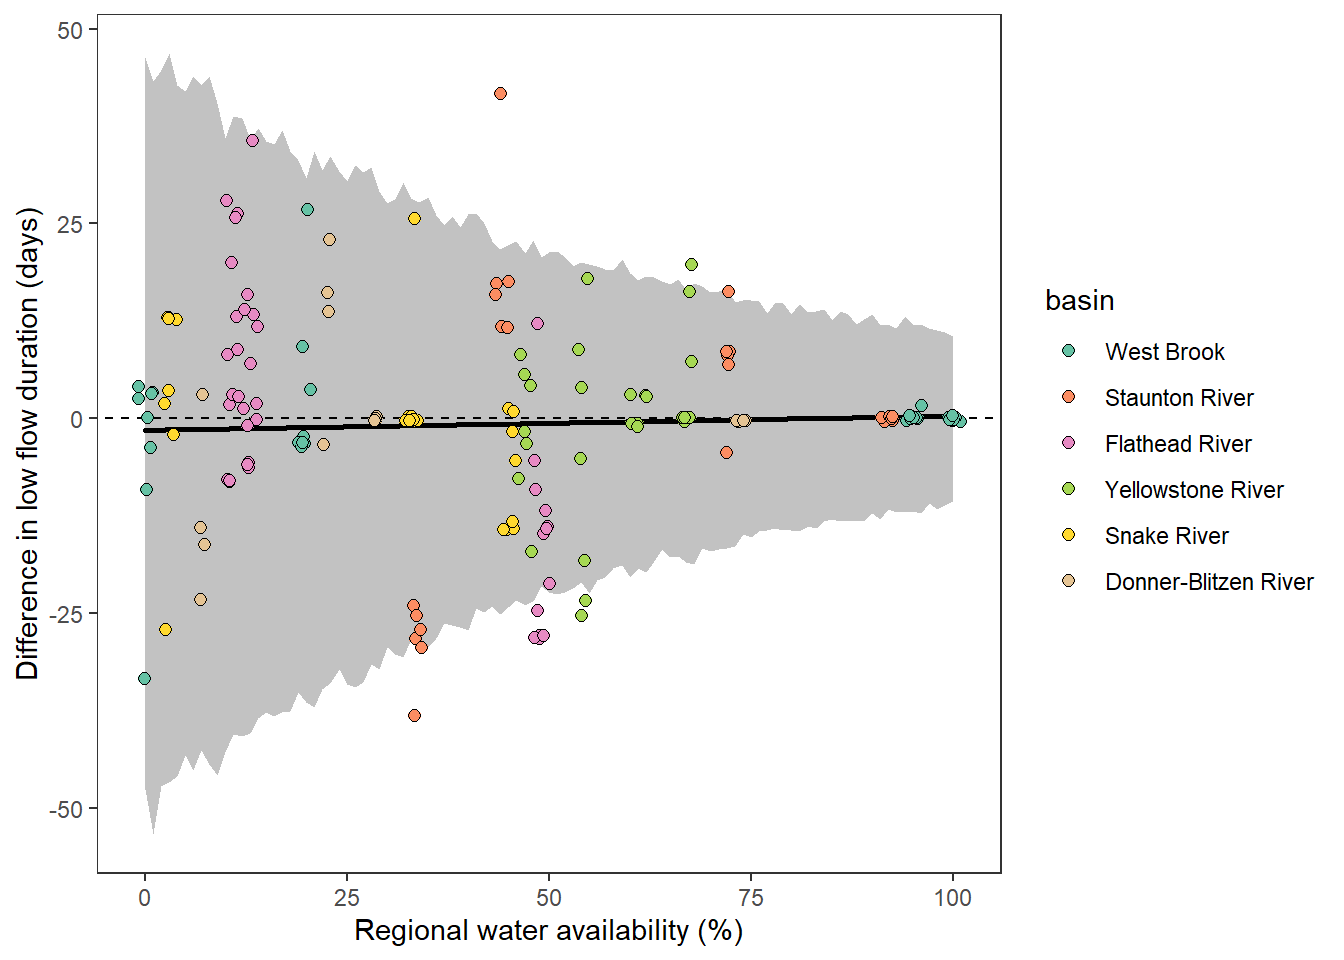 50
25
0
-25
-50
Difference in low flow duration (days)
0 25 50 75 100
Regional water availability (%)
basin
West Brook
Staunton River
Flathead River
Yellowstone River
Snake River
Donner-Blitzen River